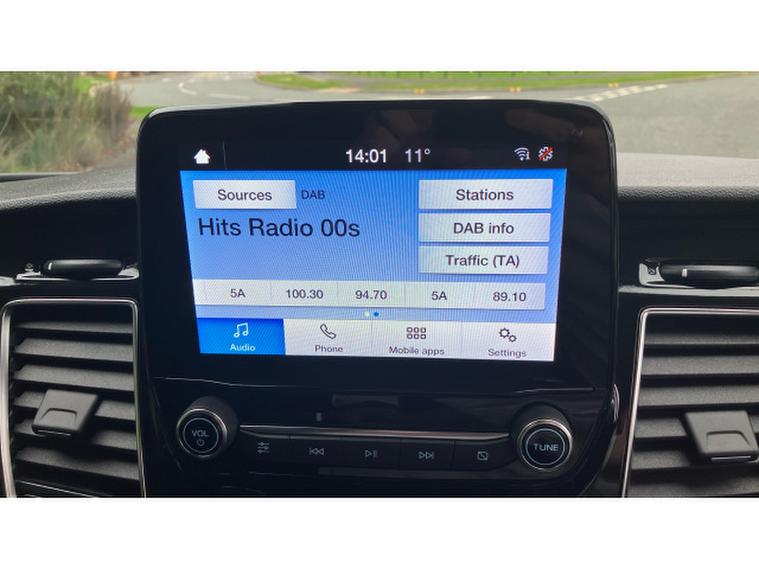 14:01 11°
Sources DAB Stations
Hits Radio 00s DAB info
Traffic (TA)
5A 100.30 94.70 5A 89.10
Audio Phone Mobile apps Settings
VOL TUNE